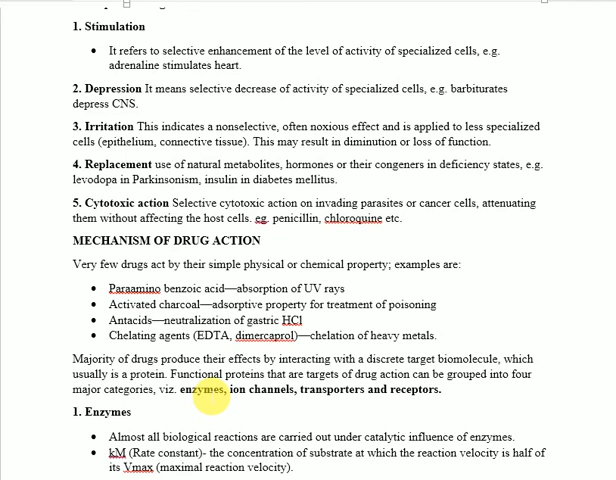 1. Stimulation
• It refers to selective enhancement of the level of activity of specialized cells, e.g.
adrenaline stimulates heart.
2. Depression It means selective decrease of activity of specialized cells, e.g. barbiturates
depress CNS.
3. Irritation This indicates a nonselective, often noxious effect and is applied to less specialized
cells (epithelium, connective tissue). This may result in diminution or loss of function.
4. Replacement use of natural metabolites, hormones or their congeners in deficiency states, e.g.
levodopa in Parkinsonism, insulin in diabetes mellitus.
5. Cytotoxic action Selective cytotoxic action on invading parasites or cancer cells, attenuating
them without affecting the host cells. eg. penicillin, chloroquine etc.
MECHANISM OF DRUG ACTION
Very few drugs act by their simple physical or chemical property; examples are:
• Paraamino benzoic acid—absorption of UV rays
• Activated charcoal—adsorptive property for treatment of poisoning
• Antacids—neutralization of gastric HCl
• Chelating agents (EDTA, dimercaprol)—chelation of heavy metals.
Majority of drugs produce their effects by interacting with a discrete target biomolecule, which
usually is a protein. Functional proteins that are targets of drug action can be grouped into four
major categories, viz. enzymes, ion channels, transporters and receptors.
1. Enzymes
• Almost all biological reactions are carried out under catalytic influence of enzymes.
• kM (Rate constant)- the concentration of substrate at which the reaction velocity is half of
its Vmax (maximal reaction velocity).